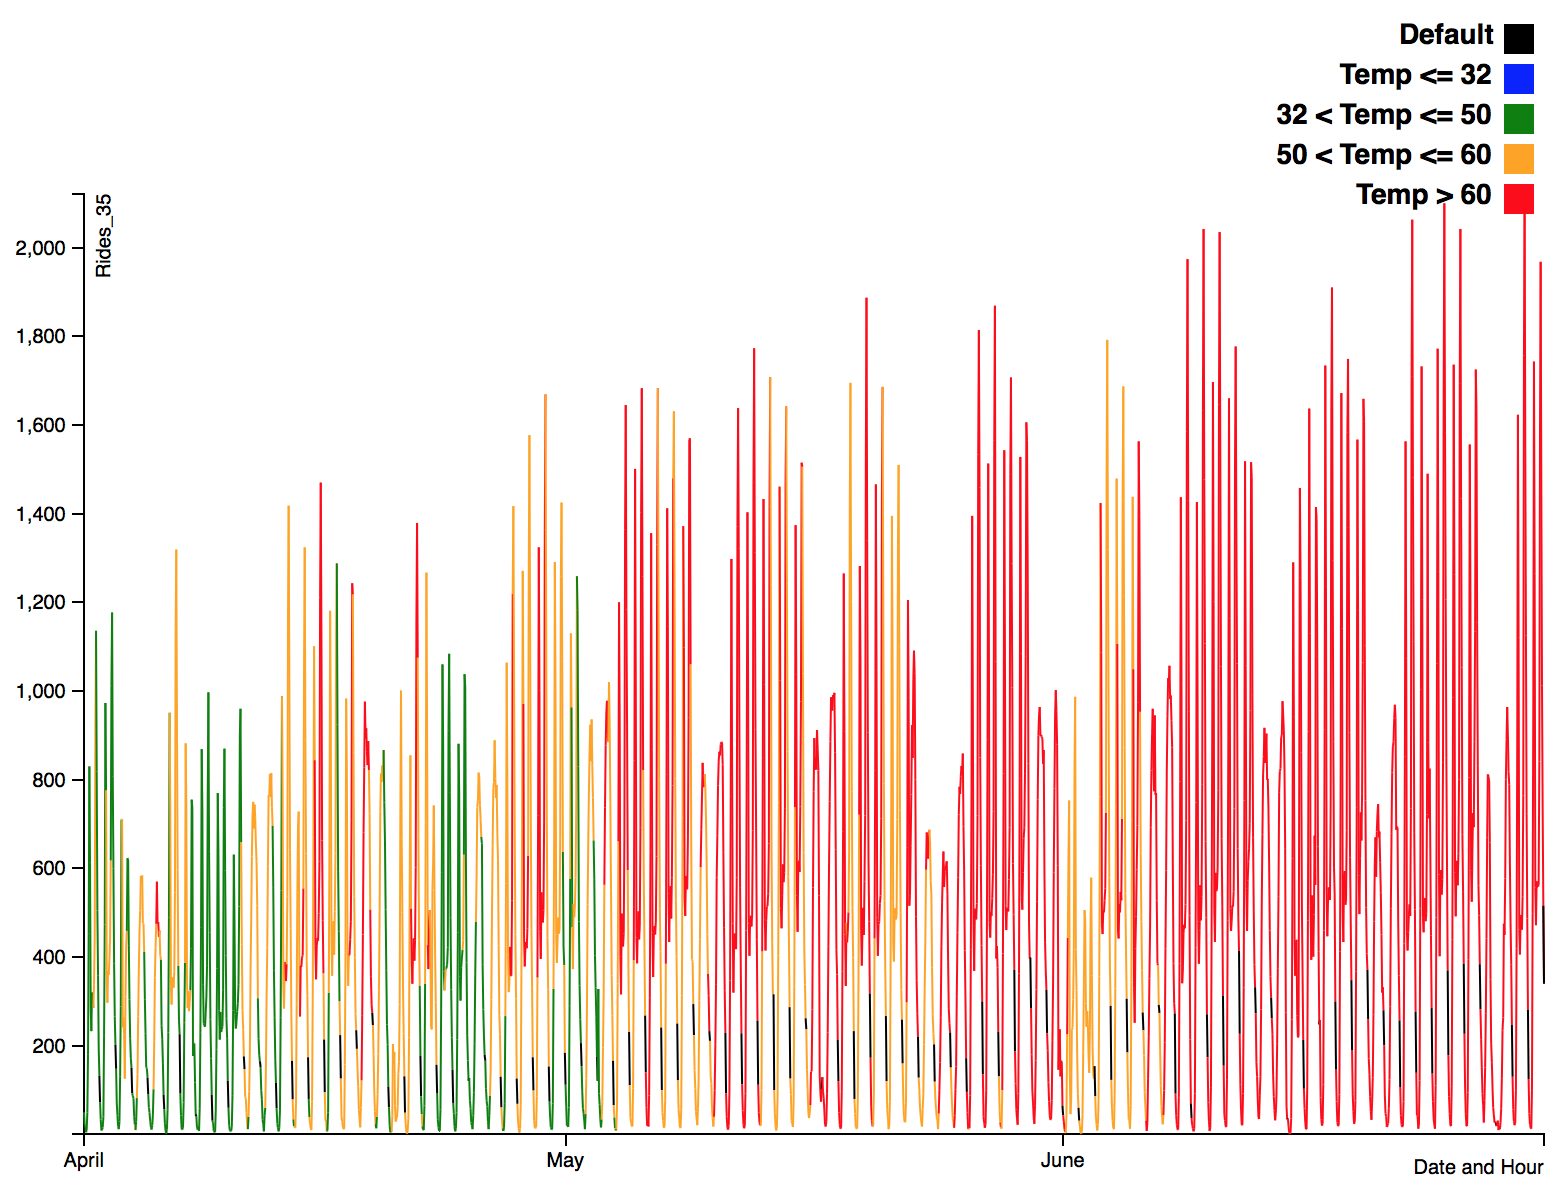 Default
Temp <= 32
32 < Temp <= 50
50 < Temp <= 60
Temp > 60
Rides_35
2,000
1,800
1,600
1,400
1,200
1,000
800
600
400
200
April
May
June
Date and Hour